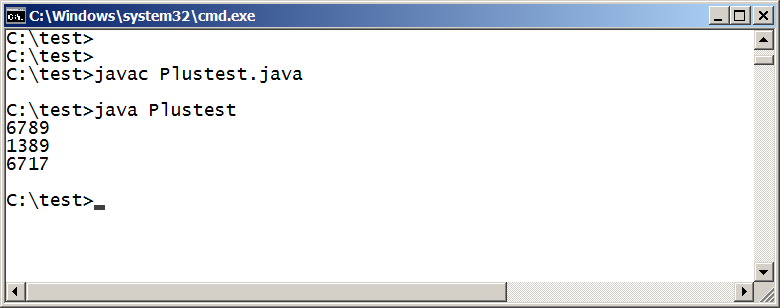 C:\Windows\system32\cmd.exe
C:\test>
C:\test>
C:\test>javac Plustest.java
C:\test>java Plustest
6789
1389
6717
C:\test>